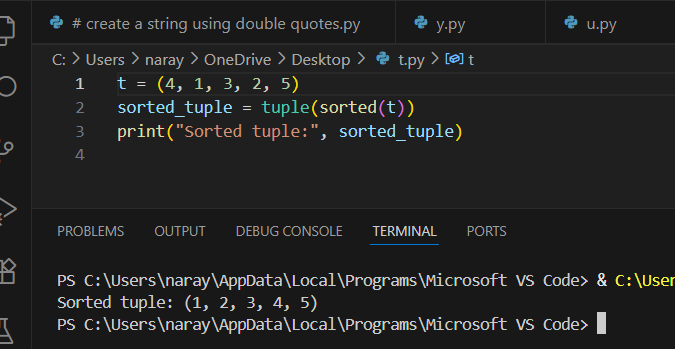 # create a string using double quotes.py y.py u.py
C: > Users > naray > OneDrive > Desktop > t.py > t
1 t = (4, 1, 3, 2, 5)
2 sorted_tuple = tuple(sorted(t))
3 print("Sorted tuple:", sorted_tuple)
4
PROBLEMS OUTPUT DEBUG CONSOLE TERMINAL PORTS
PS C:\Users\naray\AppData\Local\Programs\Microsoft VS Code> & C:\User
Sorted tuple: (1, 2, 3, 4, 5)
PS C:\Users\naray\AppData\Local\Programs\Microsoft VS Code>